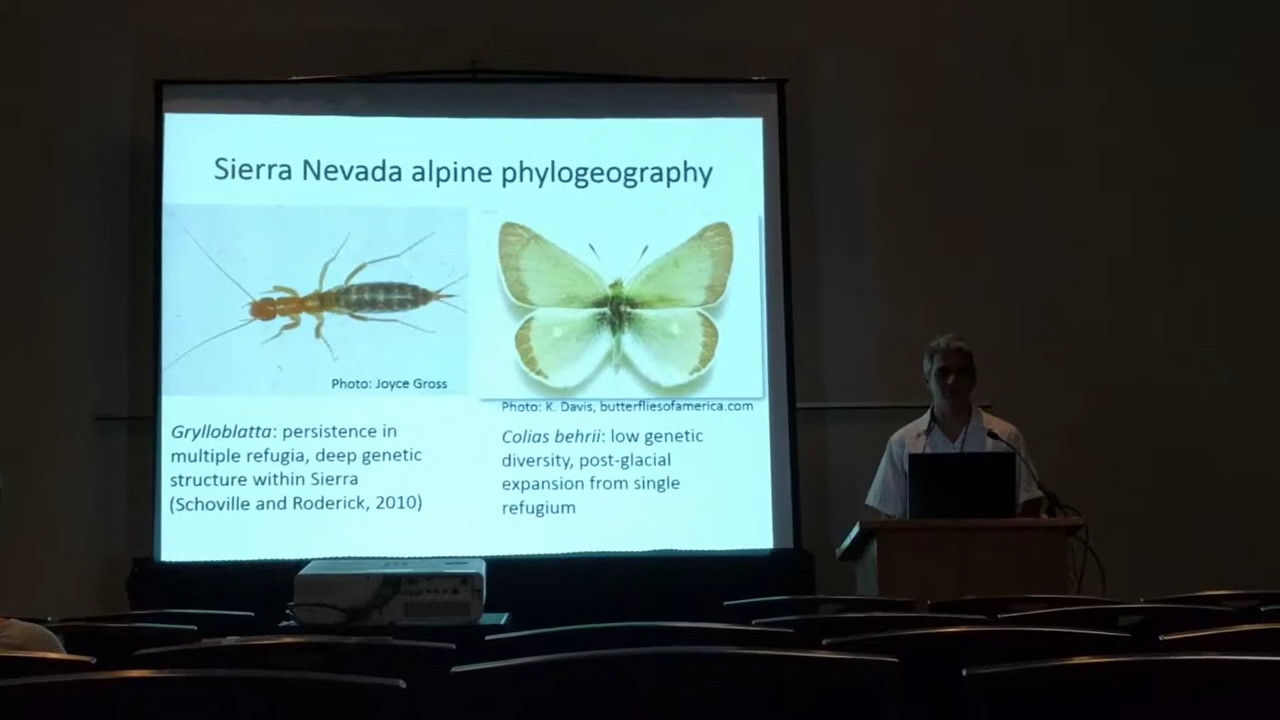 Sierra Nevada alpine phylogeography
Photo: Joyce Gross
Photo: K. Davis, butterfliesofamerica.com
Grylloblatta: persistence in
multiple refugia, deep genetic
structure within Sierra
(Schoville and Roderick, 2010)
Colias behrii: low genetic
diversity, post-glacial
expansion from single
refugium